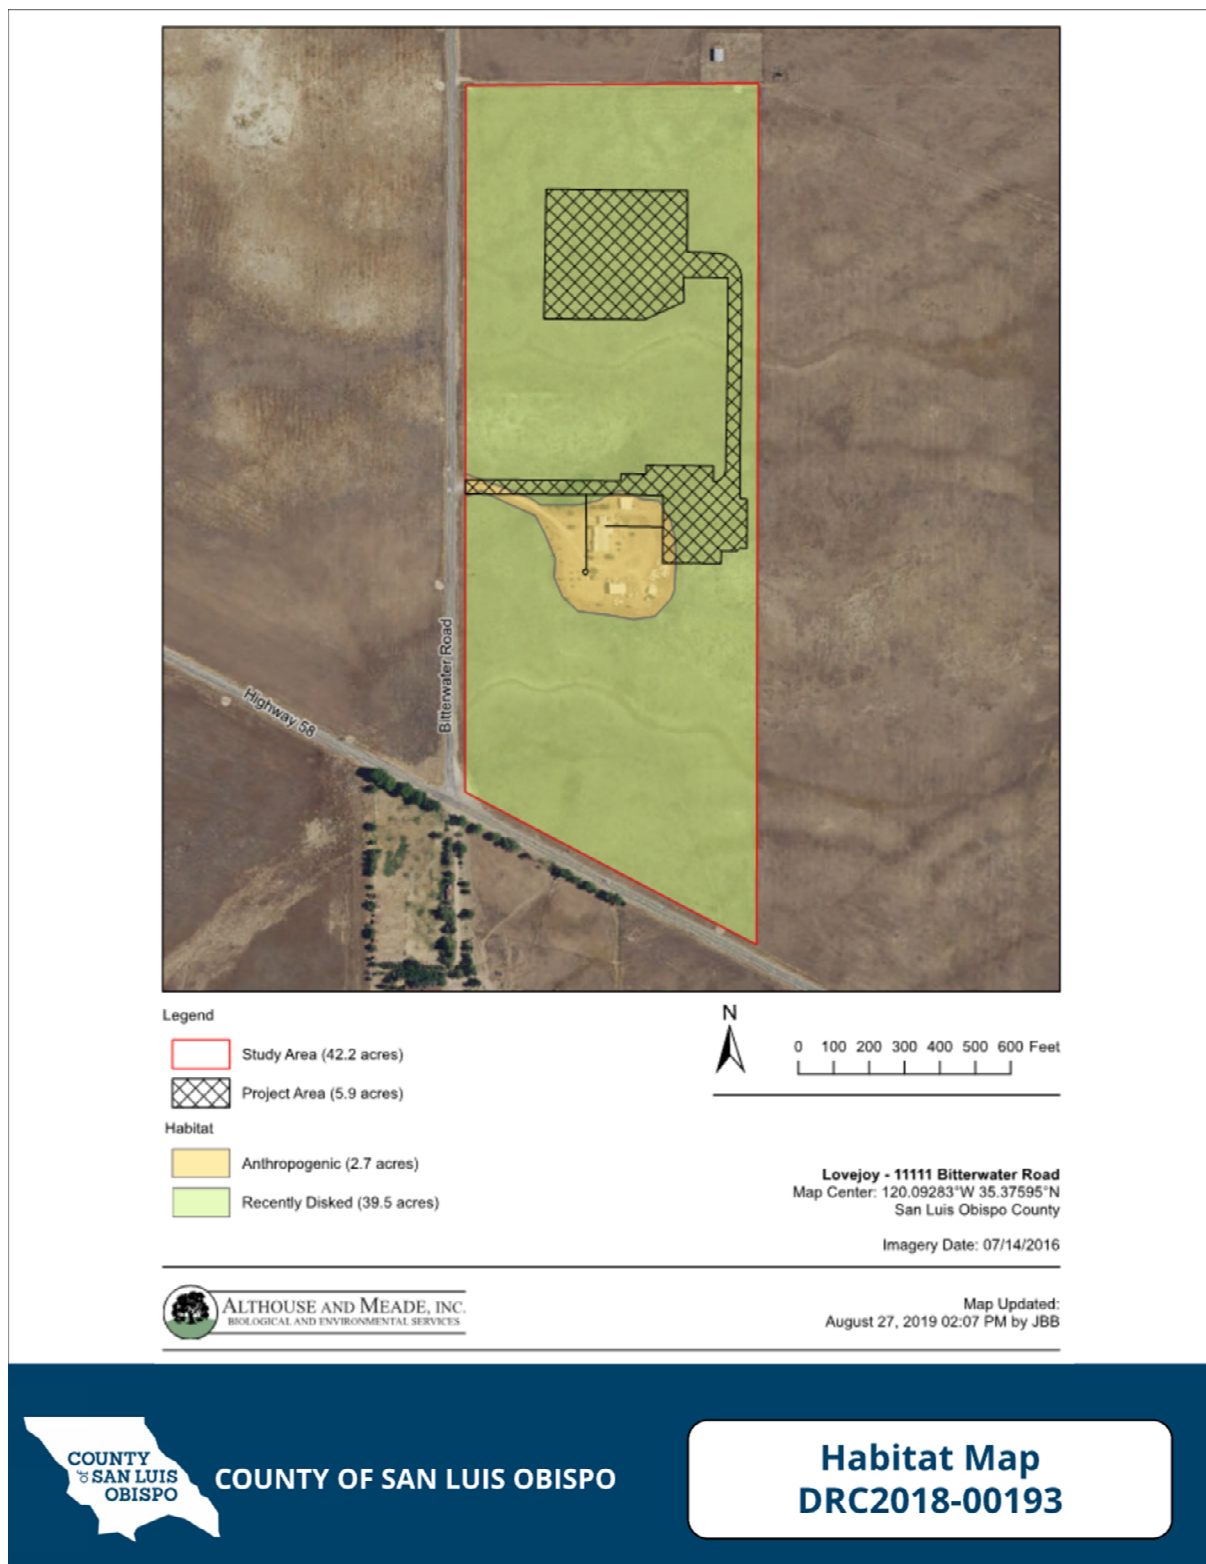 Highway 58
Bitterwater Road
Legend
Study Area (42.2 acres)
Project Area (5.9 acres)
Habitat
Anthropogenic (2.7 acres)
Recently Disked (39.5 acres)
N
0 100 200 300 400 500 600 Feet
Lovejoy - 11111 Bitterwater Road
Map Center: 120.09283°W 35.37595°N
San Luis Obispo County
Imagery Date: 07/14/2016
ALTHOUSE AND MEADE, INC.
BIOLOGICAL AND ENVIRONMENTAL SERVICES
Map Updated:
August 27, 2019 02:07 PM by JBB
COUNTY
of SAN LUIS
OBISPO
COUNTY OF SAN LUIS OBISPO
Habitat Map
DRC2018-00193